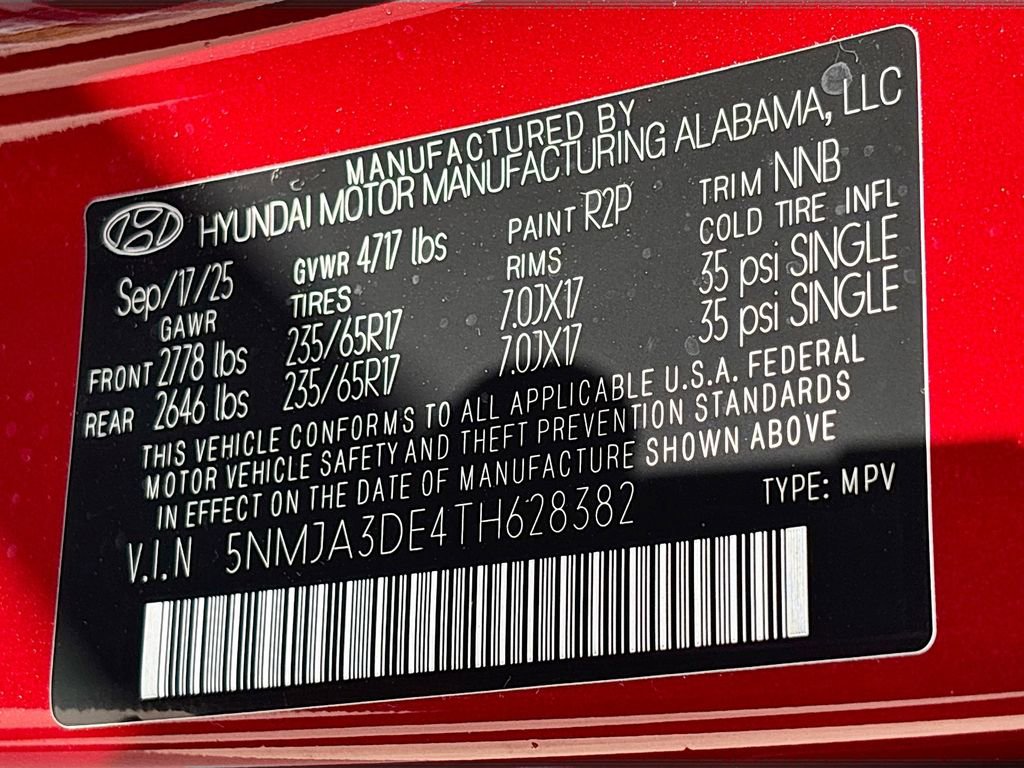 MANUFACTURED BY
HYUNDAI MOTOR MANUFACTURING ALABAMA, LLC
Sep/17/25 GVWR 4717 lbs PAINT R2P TRIM NNB
GAWR TIRES RIMS COLD TIRE INFL
FRONT 2778 lbs 235/65R17 7.0JX17 35 psi SINGLE
REAR 2646 lbs 235/65R17 7.0JX17 35 psi SINGLE
THIS VEHICLE CONFORMS TO ALL APPLICABLE U.S.A. FEDERAL
MOTOR VEHICLE SAFETY AND THEFT PREVENTION STANDARDS
IN EFFECT ON THE DATE OF MANUFACTURE SHOWN ABOVE
V.I.N 5NMJA3DE4TH628382 TYPE: MPV